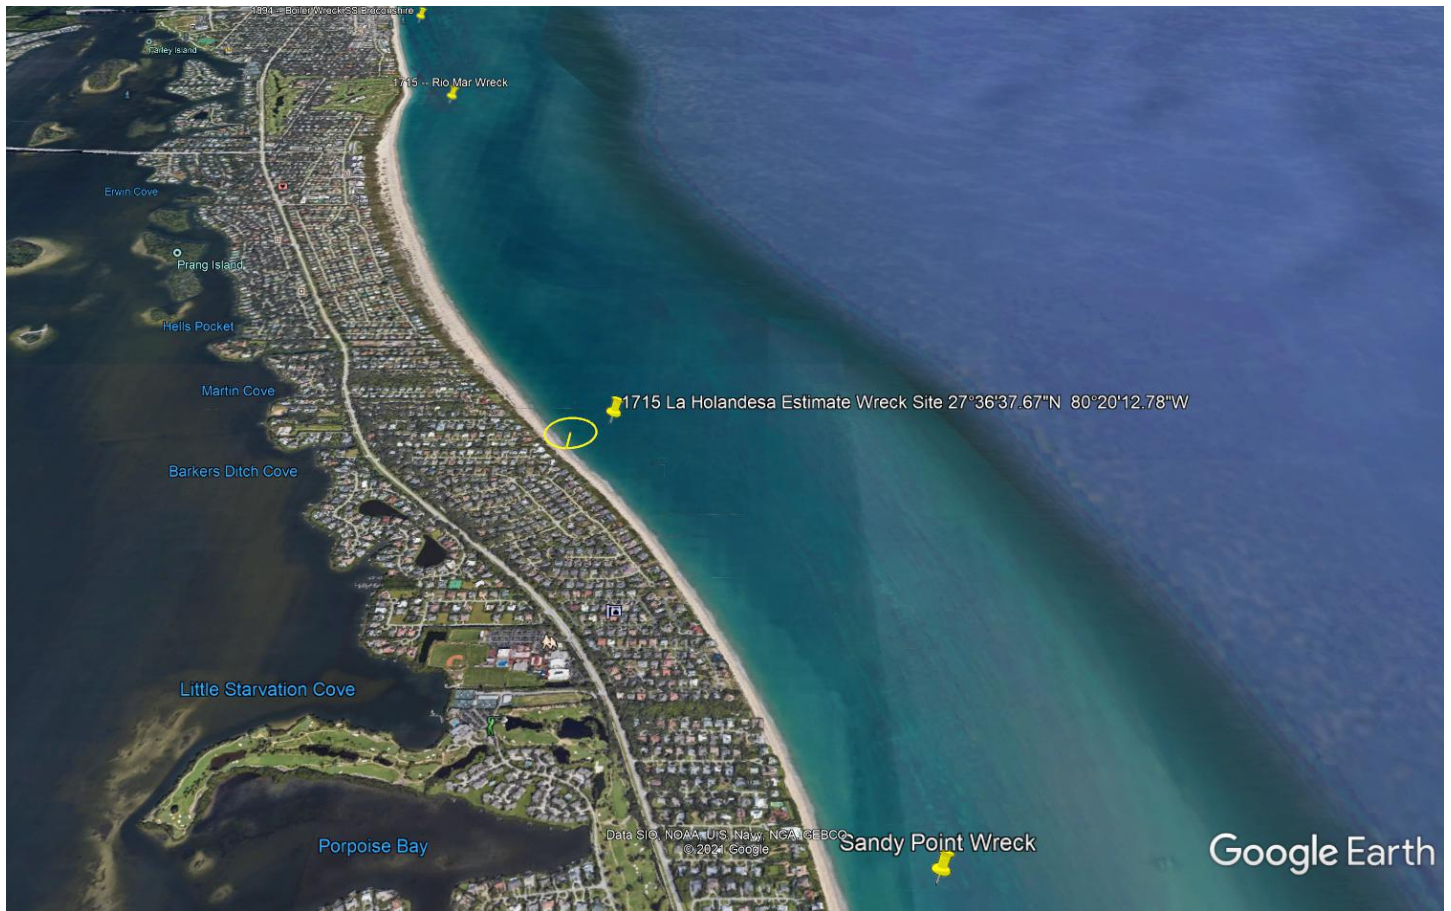 1894 -- Boiler Wreck SS Breconshire
Earley Island
1715 -- Rio Mar Wreck
Erwin Cove
Prang Island
Hells Pocket
Martin Cove
1715 La Holandesa Estimate Wreck Site 27°36'37.67"N 80°20'12.78"W
Barkers Ditch Cove
Little Starvation Cove
Data SIO, NOAA, U.S. Navy, NGA, GEBCO
© 2021 Google
Sandy Point Wreck
Porpoise Bay
Google Earth